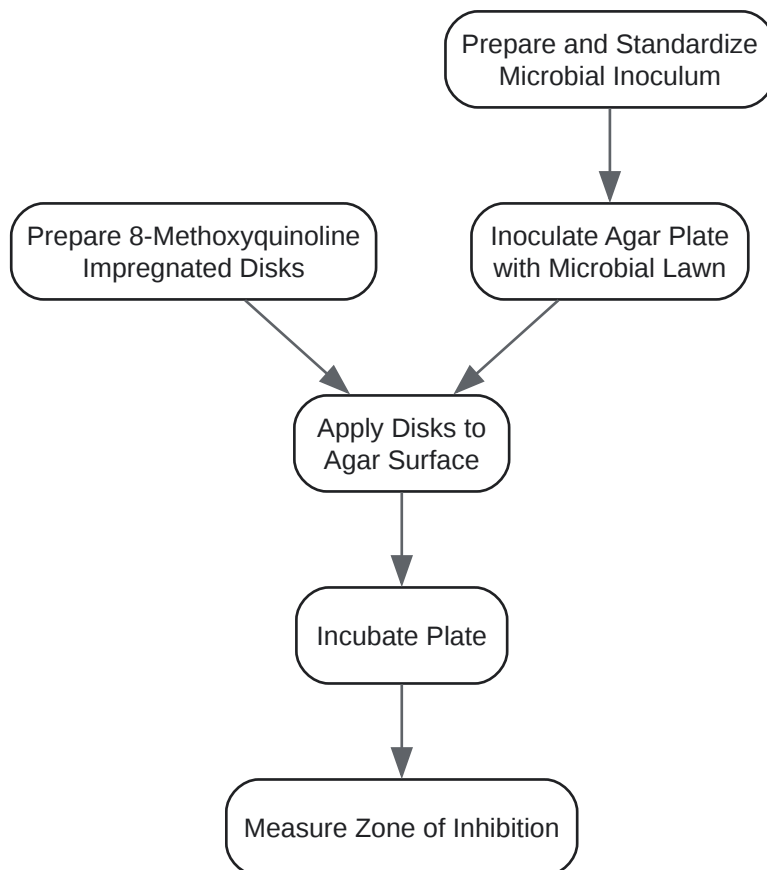 Prepare and Standardize
Microbial Inoculum
Prepare 8-Methoxyquinoline
Impregnated Disks
Inoculate Agar Plate
with Microbial Lawn
Apply Disks to
Agar Surface
Incubate Plate
Measure Zone of Inhibition